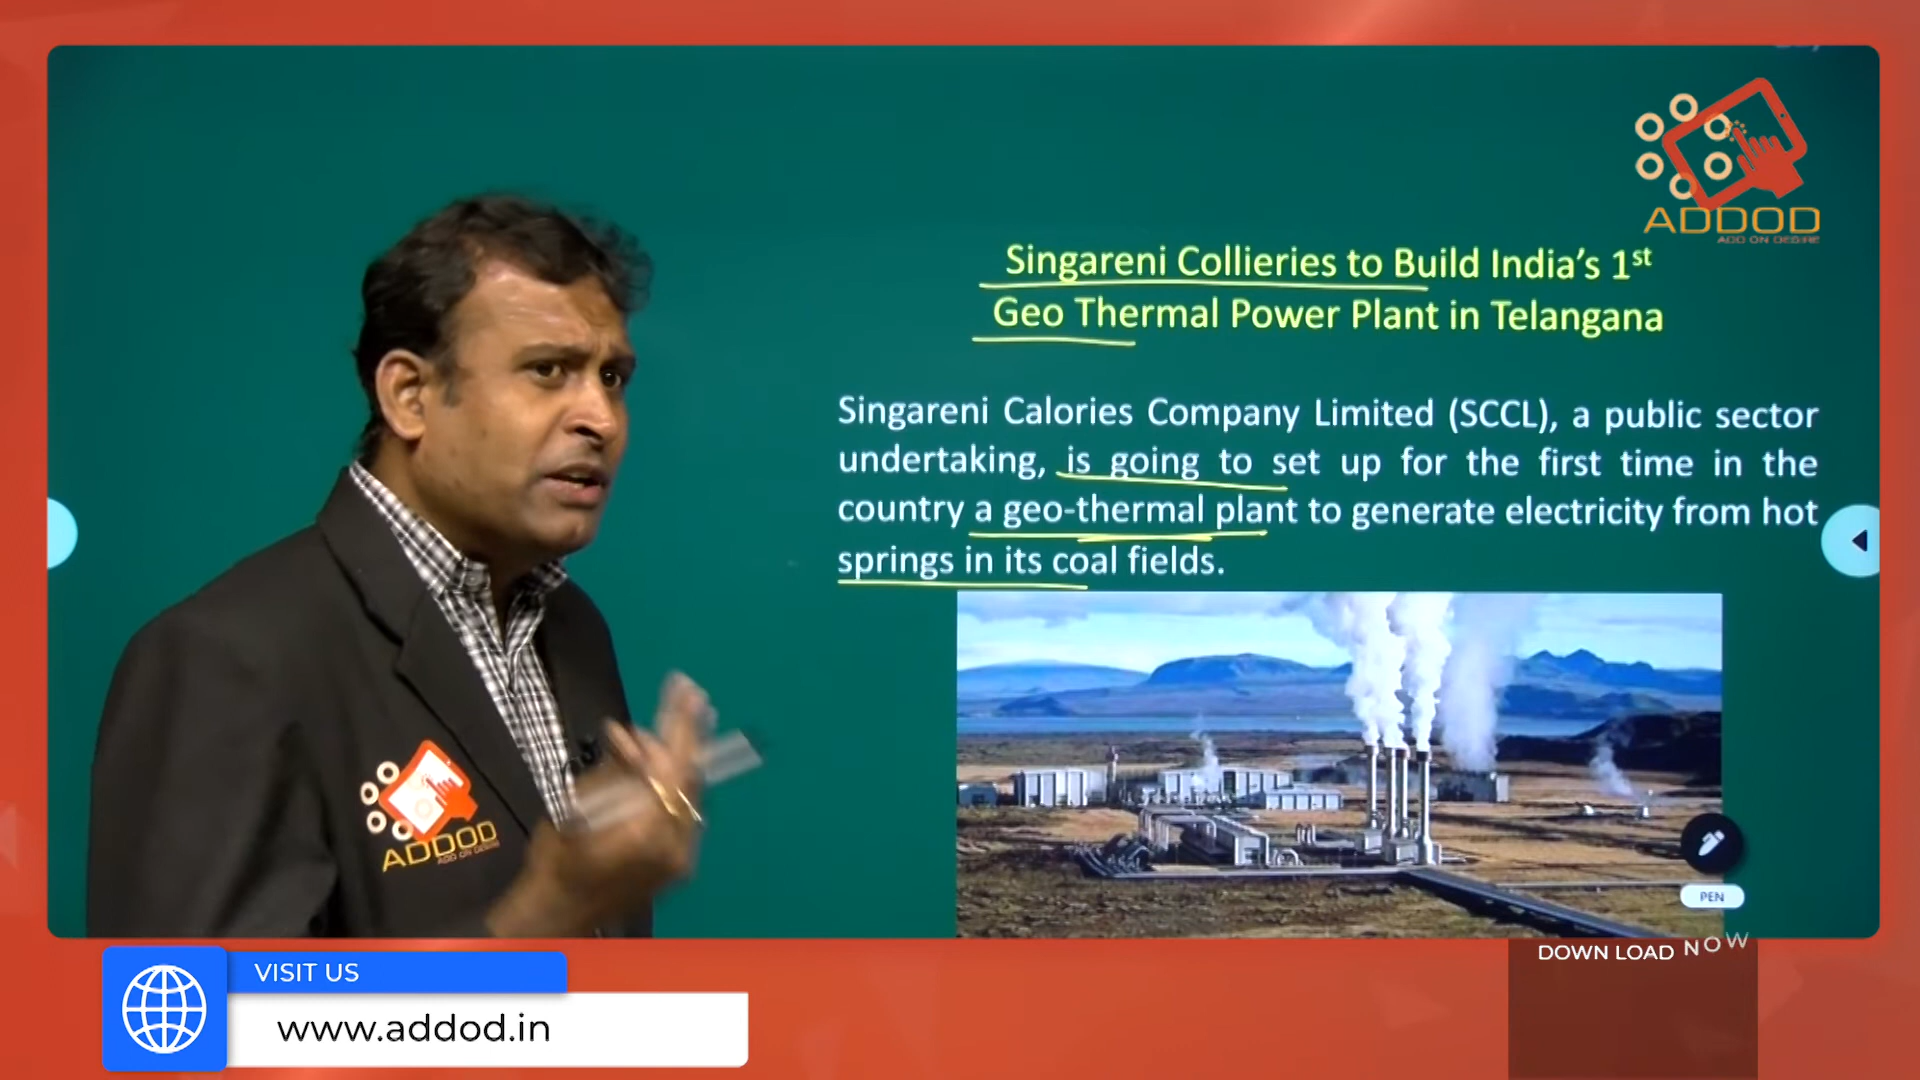 ADDOD
ADD ON DESIRE
Singareni Collieries to Build India's 1st
Geo Thermal Power Plant in Telangana
Singareni Calories Company Limited (SCCL), a public sector
undertaking, is going to set up for the first time in the
country a geo-thermal plant to generate electricity from hot
springs in its coal fields.
ADDOD
ADD ON DESIRE
PEN
DOWN LOAD NOW
VISIT US
www.addod.in